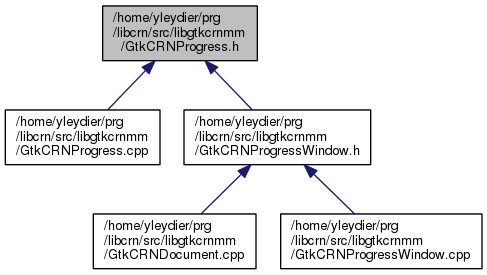 /home/yleydier/prg
/libcrn/src/libgtkcrnmm
/GtkCRNProgress.h
/home/yleydier/prg
/libcrn/src/libgtkcrnmm
/GtkCRNProgress.cpp
/home/yleydier/prg
/libcrn/src/libgtkcrnmm
/GtkCRNProgressWindow.h
/home/yleydier/prg
/libcrn/src/libgtkcrnmm
/GtkCRNDocument.cpp
/home/yleydier/prg
/libcrn/src/libgtkcrnmm
/GtkCRNProgressWindow.cpp